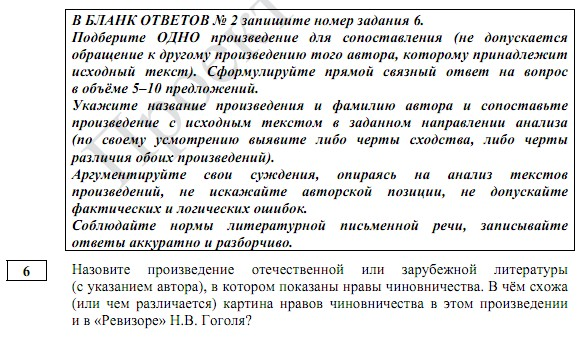 В БЛАНК ОТВЕТОВ № 2 запишите номер задания 6.
Подберите ОДНО произведение для сопоставления (не допускается
обращение к другому произведению того автора, которому принадлежит
исходный текст). Сформулируйте прямой связный ответ на вопрос
в объёме 5–10 предложений.
Укажите название произведения и фамилию автора и сопоставьте
произведение с исходным текстом в заданном направлении анализа
(по своему усмотрению выявите либо черты сходства, либо черты
различия обоих произведений).
Аргументируйте свои суждения, опираясь на анализ текстов
произведений, не искажайте авторской позиции, не допускайте
фактических и логических ошибок.
Соблюдайте нормы литературной письменной речи, записывайте
ответы аккуратно и разборчиво.
6
Назовите произведение отечественной или зарубежной литературы
(с указанием автора), в котором показаны нравы чиновничества. В чём схожа
(или чем различается) картина нравов чиновничества в этом произведении
и в «Ревизоре» Н.В. Гоголя?
Проект